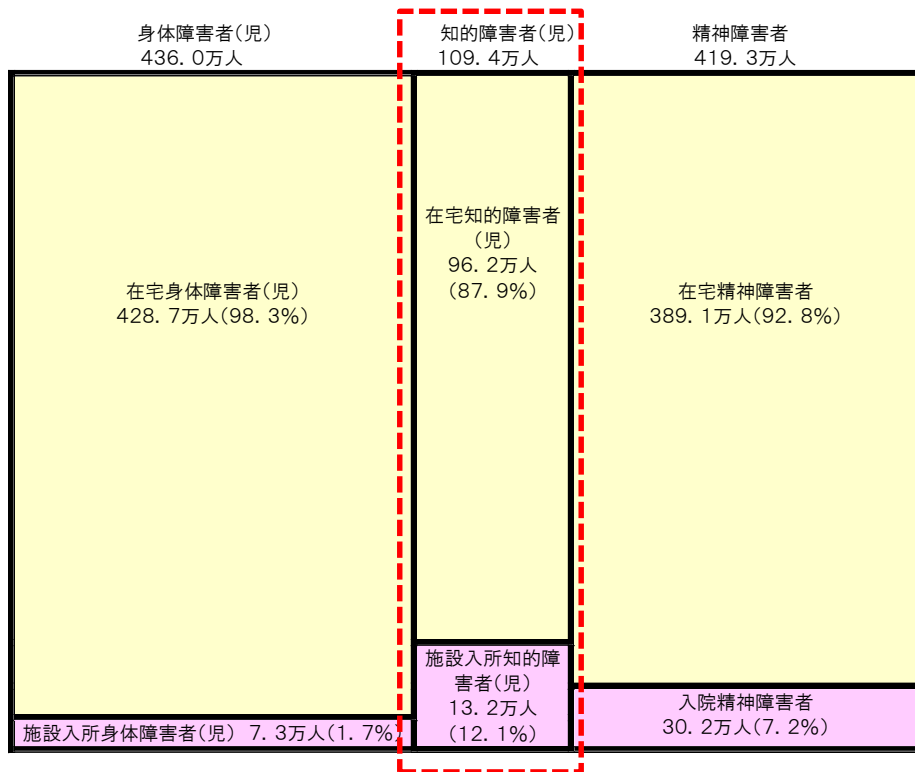 身体障害者(児)
436．0万人
知的障害者(児)
109．4万人
精神障害者
419．3万人
在宅身体障害者(児)
428．7万人(98．3%)
在宅知的障害者
(児)
96．2万人
(87．9%)
在宅精神障害者
389．1万人(92．8%)
施設入所身体障害者(児) 7．3万人(1．7%)
施設入所知的障
害者(児)
13．2万人
(12．1%)
入院精神障害者
30．2万人(7．2%)